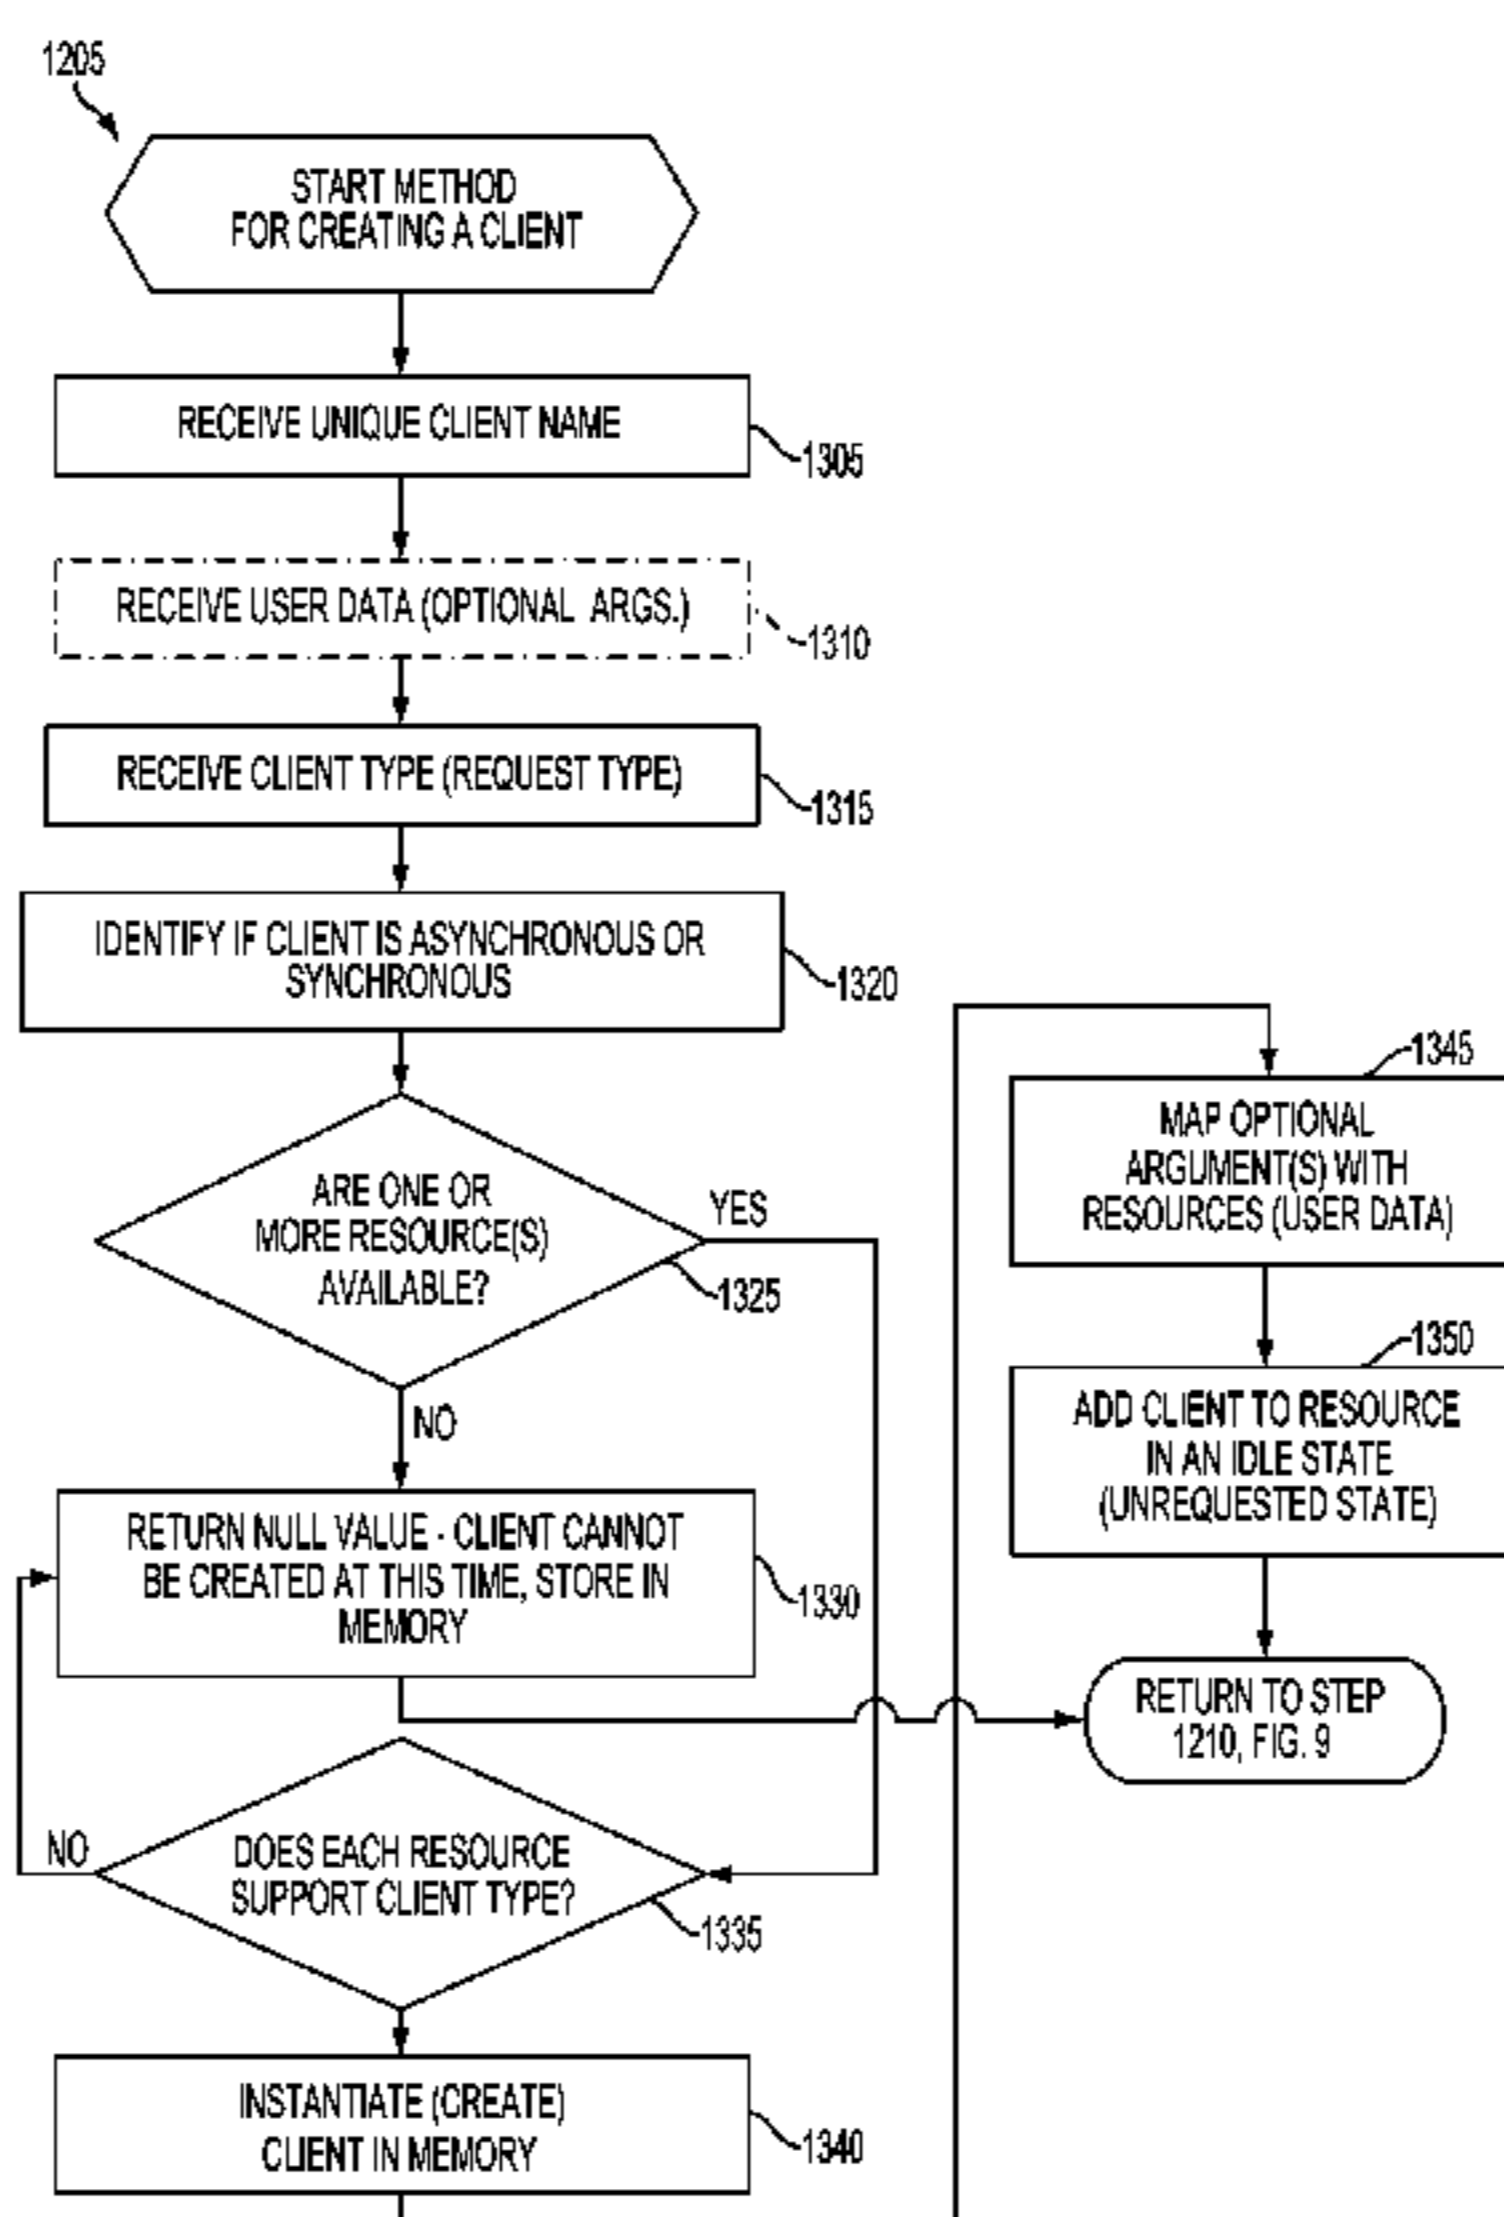 1205
START METHOD
FOR CREATING A CLIENT
RECEIVE UNIQUE CLIENT NAME
1305
RECEIVE USER DATA (OPTIONAL ARGS.)
1310
RECEIVE CLIENT TYPE (REQUEST TYPE)
1315
IDENTIFY IF CLIENT IS ASYNCHRONOUS OR
SYNCHRONOUS
1320
ARE ONE OR
MORE RESOURCE(S)
AVAILABLE?
YES
1325
NO
RETURN NULL VALUE - CLIENT CANNOT
BE CREATED AT THIS TIME, STORE IN
MEMORY
1330
NO
DOES EACH RESOURCE
SUPPORT CLIENT TYPE?
1335
INSTANTIATE (CREATE)
CLIENT IN MEMORY
1340
1345
MAP OPTIONAL
ARGUMENT(S) WITH
RESOURCES (USER DATA)
1350
ADD CLIENT TO RESOURCE
IN AN IDLE STATE
(UNREQUESTED STATE)
RETURN TO STEP
1210, FIG. 9